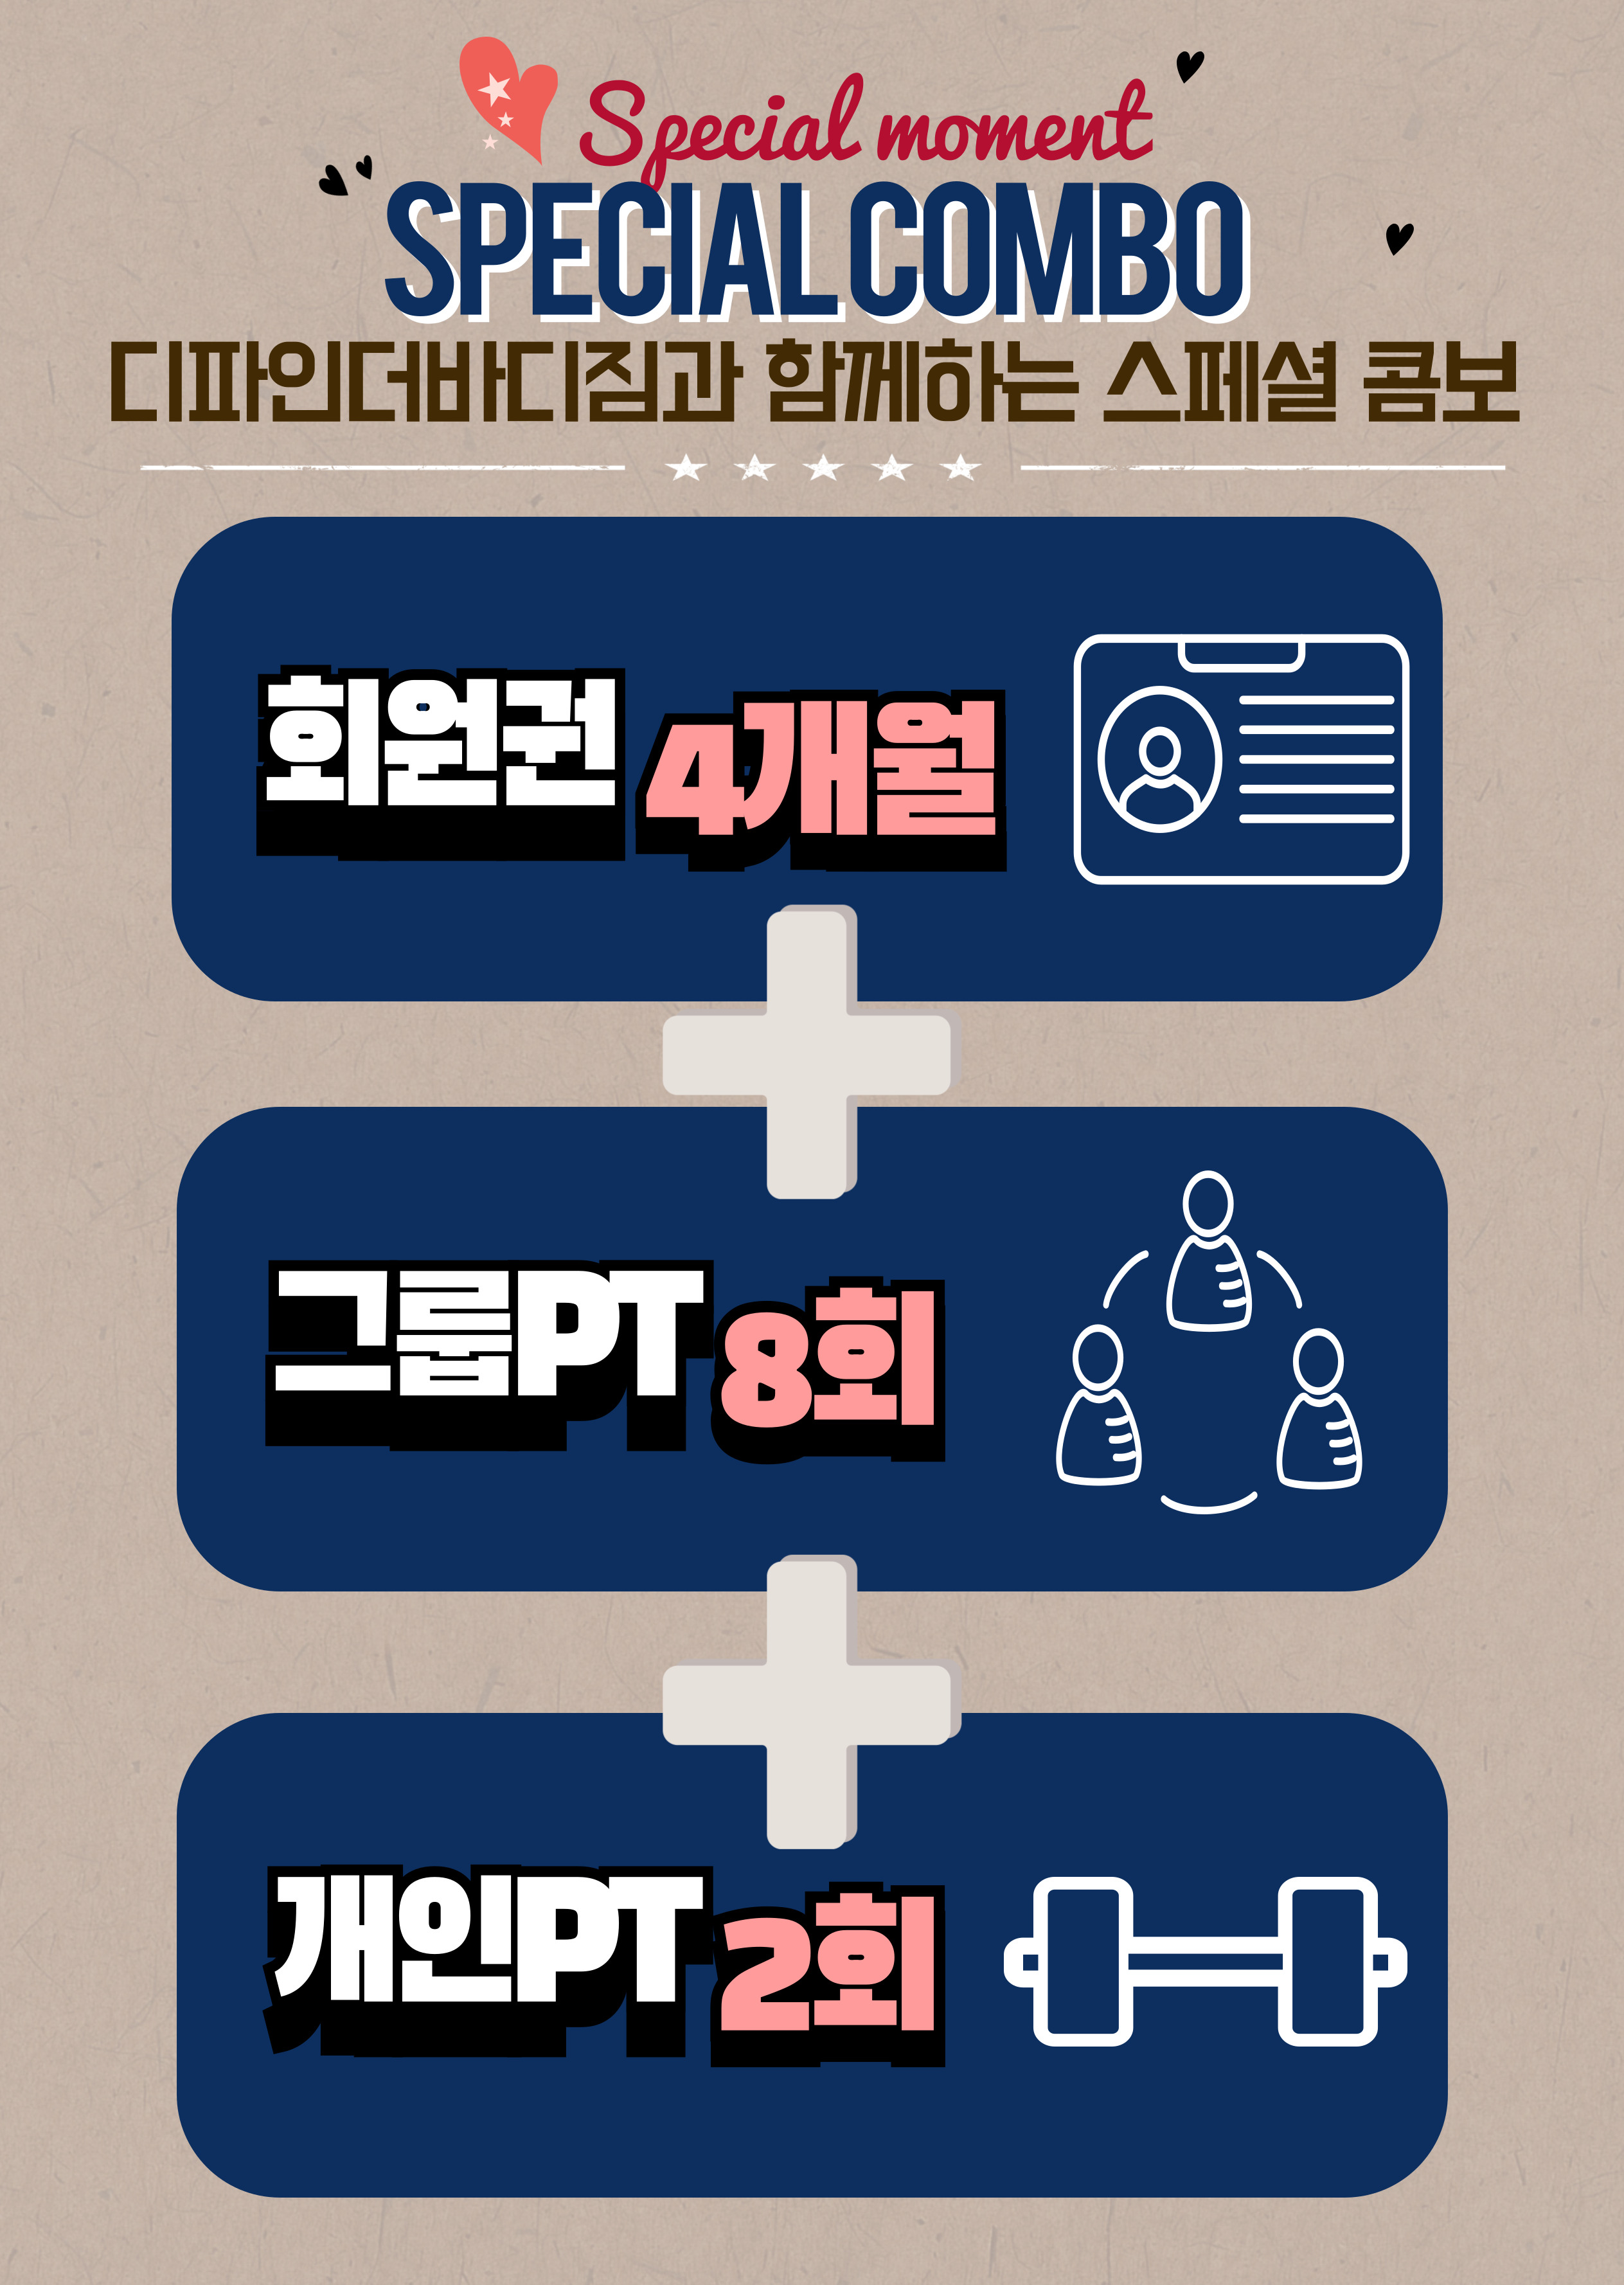 Special moment
SPECIAL COMBO
디파인더바디짐과 함께하는 스페셜 콤보
회원권 4개월
그룹PT 8회
개인PT 2회